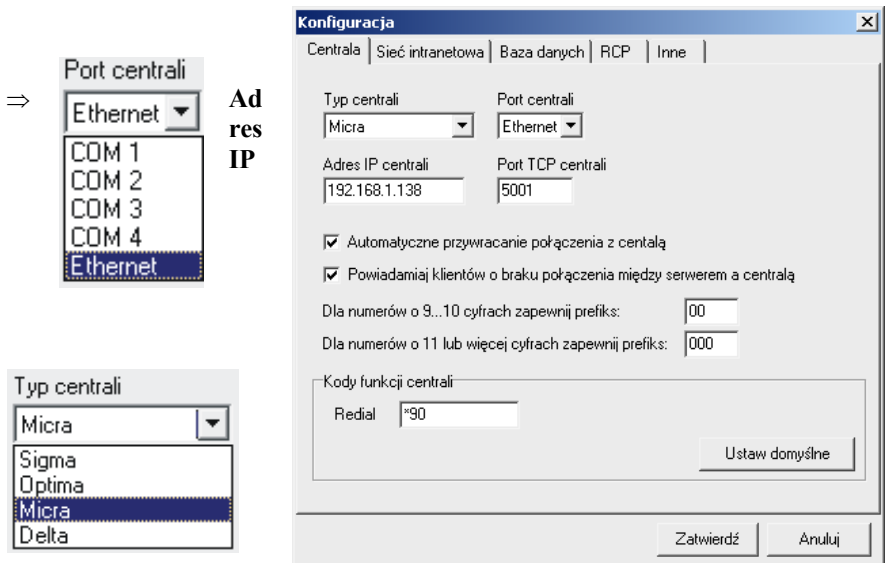 Port centrali
⇒ Ethernet
COM 1
COM 2
COM 3
COM 4
Ethernet
Ad
res
IP
Typ centrali
Micra
Sigma
Optima
Micra
Delta
Konfiguracja
Centrala Sieć intranetowa Baza danych RCP Inne
Typ centrali Port centrali
Micra Ethernet
Adres IP centrali Port TCP centrali
192.168.1.138 5001
Automatyczne przywracanie połączenia z centalą
Powiadamiaj klientów o braku połączenia między serwerem a centralą
Dla numerów o 9...10 cyfrach zapewnij prefiks: 00
Dla numerów o 11 lub więcej cyfrach zapewnij prefiks: 000
Kody funkcji centrali
Redial *90
Ustaw domyślne
Zatwierdź Anuluj